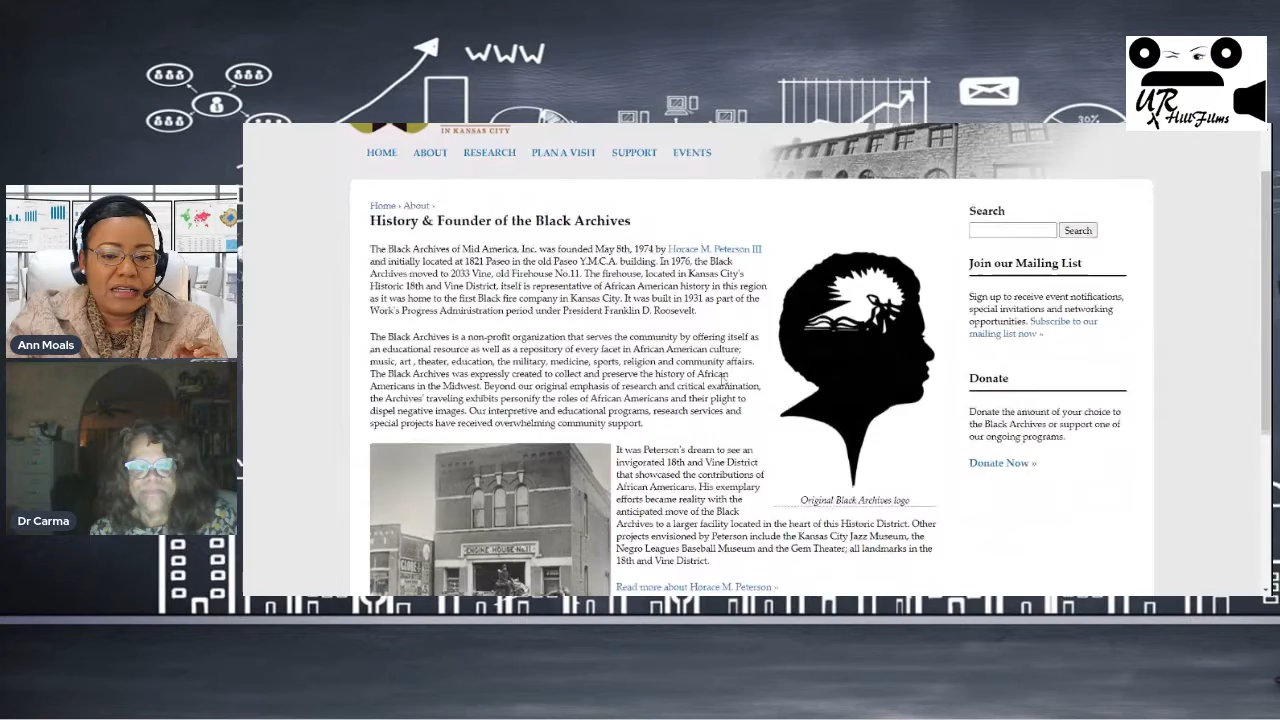 WWW
30%
UR
HillFilms
IN KANSAS CITY
HOME ABOUT RESEARCH PLAN A VISIT SUPPORT EVENTS
Home › About ›
History & Founder of the Black Archives
The Black Archives of Mid America, Inc. was founded May 8th, 1974 by Horace M. Peterson III
and initially located at 1821 Paseo in the old Paseo Y.M.C.A. building. In 1976, the Black
Archives moved to 2033 Vine, old Firehouse No.11. The firehouse, located in Kansas City's
Historic 18th and Vine District, itself is representative of African American history in this region
as it was home to the first Black fire company in Kansas City. It was built in 1931 as part of the
Work's Progress Administration period under President Franklin D. Roosevelt.
The Black Archives is a non-profit organization that serves the community by offering itself as
an educational resource as well as a repository of every facet in African American culture;
music, art , theater, education, the military, medicine, sports, religion and community affairs.
The Black Archives was expressly created to collect and preserve the history of African
Americans in the Midwest. Beyond our original emphasis of research and critical examination,
the Archives' traveling exhibits personify the roles of African Americans and their plight to
dispel negative images. Our interpretive and educational programs, research services and
special projects have received overwhelming community support.
ENGINE HOUSE No.11
It was Peterson's dream to see an
invigorated 18th and Vine District
that showcased the contributions of
African Americans. His exemplary
efforts became reality with the
anticipated move of the Black
Archives to a larger facility located in the heart of this Historic District. Other
projects envisioned by Peterson include the Kansas City Jazz Museum, the
Negro Leagues Baseball Museum and the Gem Theater; all landmarks in the
18th and Vine District.
Read more about Horace M. Peterson »
Original Black Archives logo
Search
Search
Join our Mailing List
Sign up to receive event notifications,
special invitations and networking
opportunities. Subscribe to our
mailing list now »
Donate
Donate the amount of your choice to
the Black Archives or support one of
our ongoing programs.
Donate Now »
Ann Moals
Dr Carma